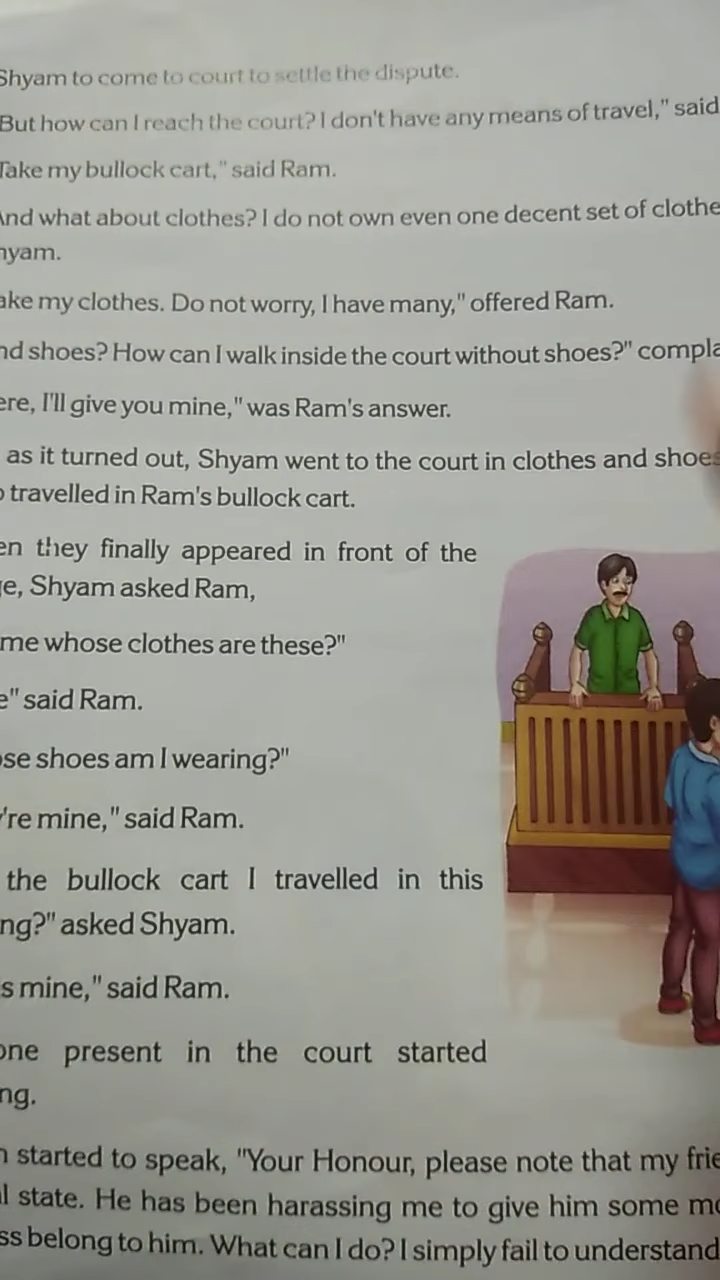 Shyam to come to court to settle the dispute.
But how can I reach the court? I don't have any means of travel," said
Take my bullock cart," said Ram.
And what about clothes? I do not own even one decent set of clothe
hyam.
ake my clothes. Do not worry, I have many," offered Ram.
nd shoes? How can I walk inside the court without shoes?" compla
ere, I'll give you mine," was Ram's answer.
as it turned out, Shyam went to the court in clothes and shoes
o travelled in Ram's bullock cart.
en they finally appeared in front of the
ge, Shyam asked Ram,
me whose clothes are these?"
e" said Ram.
ose shoes am I wearing?"
y're mine," said Ram.
the bullock cart I travelled in this
ng?" asked Shyam.
s mine," said Ram.
one present in the court started
ng.
n started to speak, "Your Honour, please note that my frie
l state. He has been harassing me to give him some mo
ss belong to him. What can I do? I simply fail to understand